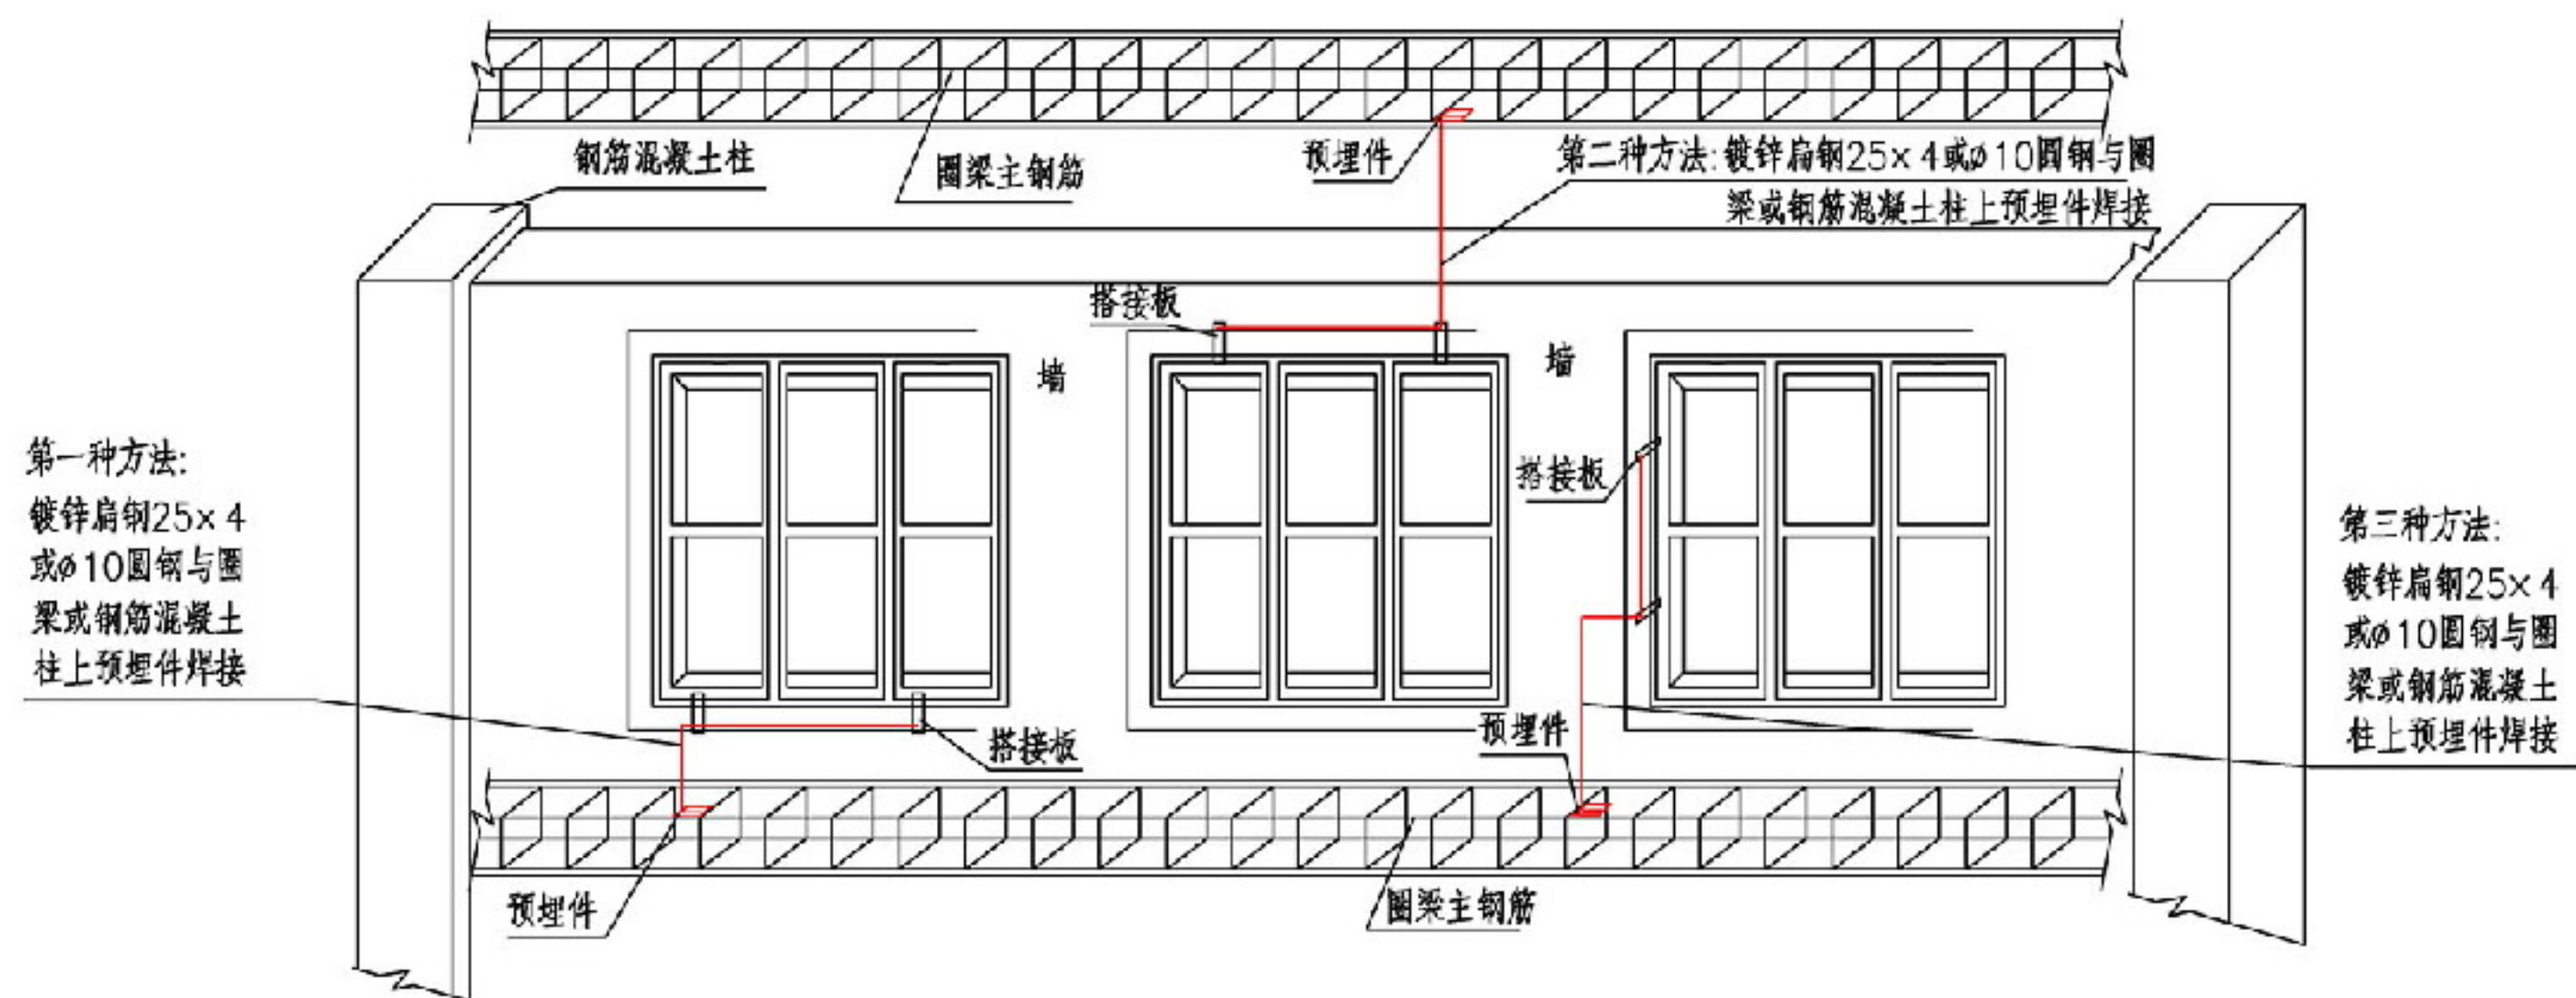 钢筋混凝土柱
圈梁主钢筋
预埋件
第二种方法:镀锌扁钢25×4或ø10圆钢与圈
梁或钢筋混凝土柱上预埋件焊接
搭接板
墙
墙
第一种方法:
镀锌扁钢25×4
或ø10圆钢与圈
梁或钢筋混凝土
柱上预埋件焊接
搭接板
第三种方法:
镀锌扁钢25×4
或ø10圆钢与圈
梁或钢筋混凝土
柱上预埋件焊接
搭接板
预埋件
预埋件
圈梁主钢筋